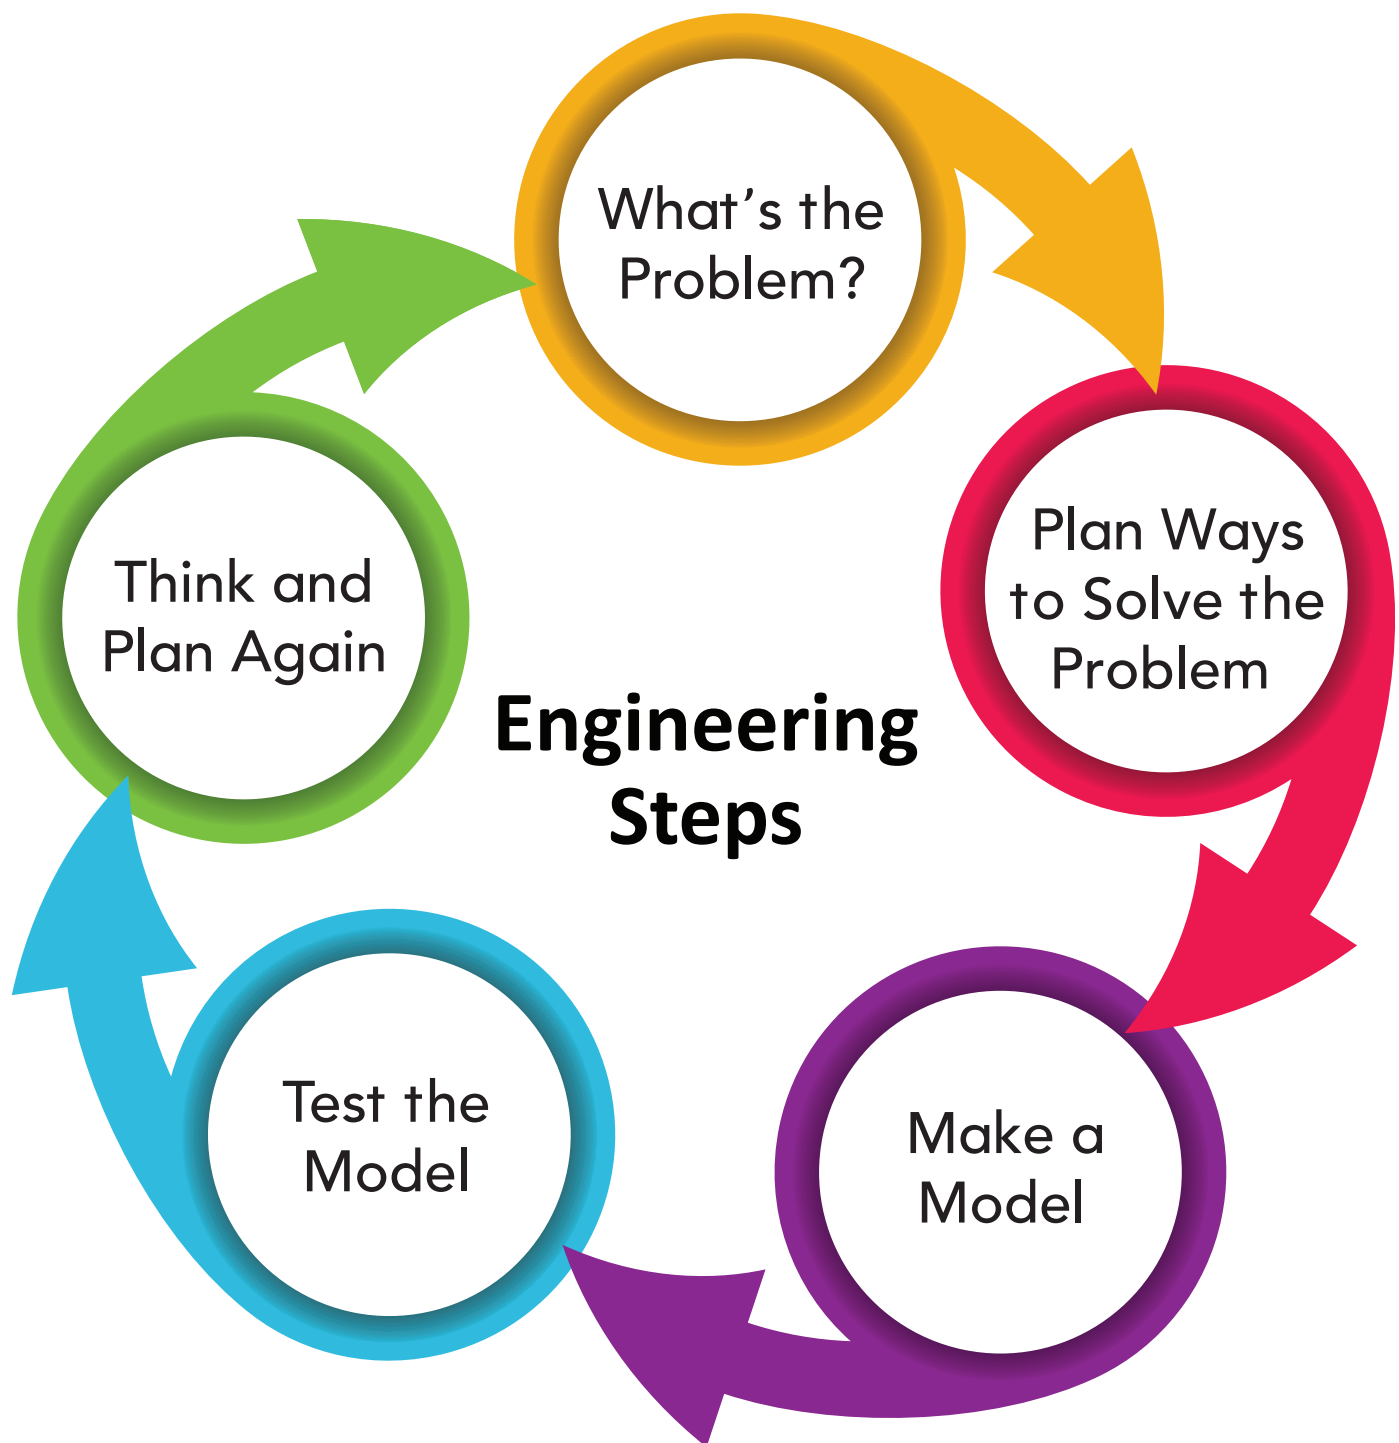 What’s the
Problem?
Plan Ways
to Solve the
Problem
Make a
Model
Test the
Model
Think and
Plan Again
Engineering
Steps